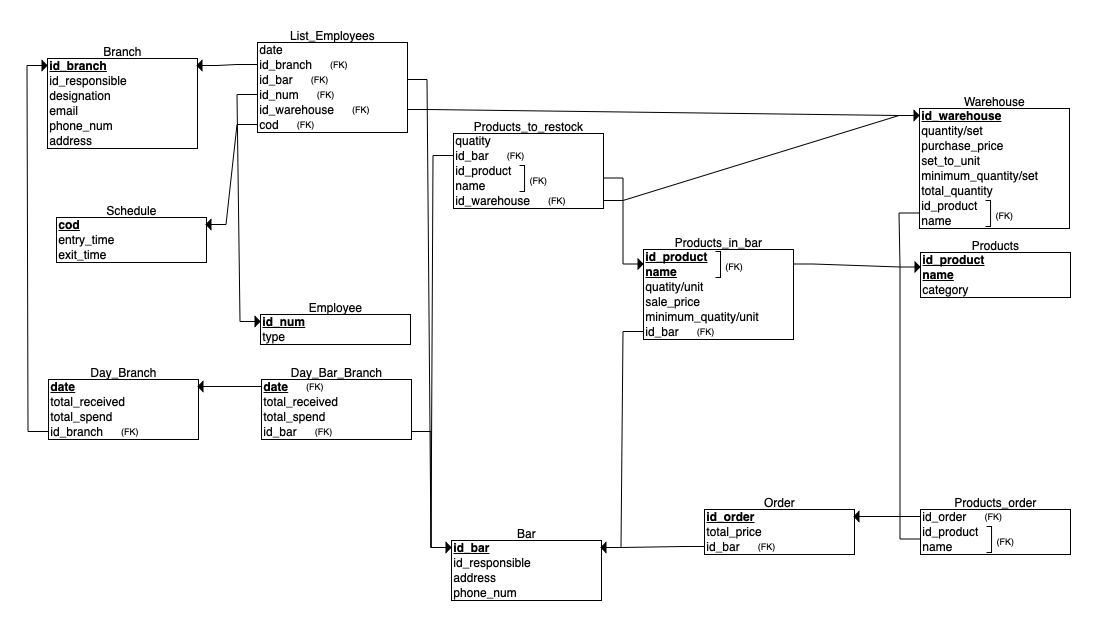 List_Employees
date
id_branch (FK)
id_bar (FK)
id_num (FK)
id_warehouse (FK)
cod (FK)
Branch
id_branch
id_responsible
designation
email
phone_num
address
Warehouse
id_warehouse
quantity/set
purchase_price
set_to_unit
minimum_quantity/set
total_quantity
id_product
name
(FK)
Products_to_restock
quatity
id_bar (FK)
id_product
name
(FK)
id_warehouse (FK)
Schedule
cod
entry_time
exit_time
Products_in_bar
id_product
name
(FK)
quatity/unit
sale_price
minimum_quatity/unit
id_bar (FK)
Products
id_product
name
category
Employee
id_num
type
Day_Branch
date
total_received
total_spend
id_branch (FK)
Day_Bar_Branch
date (FK)
total_received
total_spend
id_bar (FK)
Order
id_order
total_price
id_bar (FK)
Products_order
id_order (FK)
id_product
name
(FK)
Bar
id_bar
id_responsible
address
phone_num